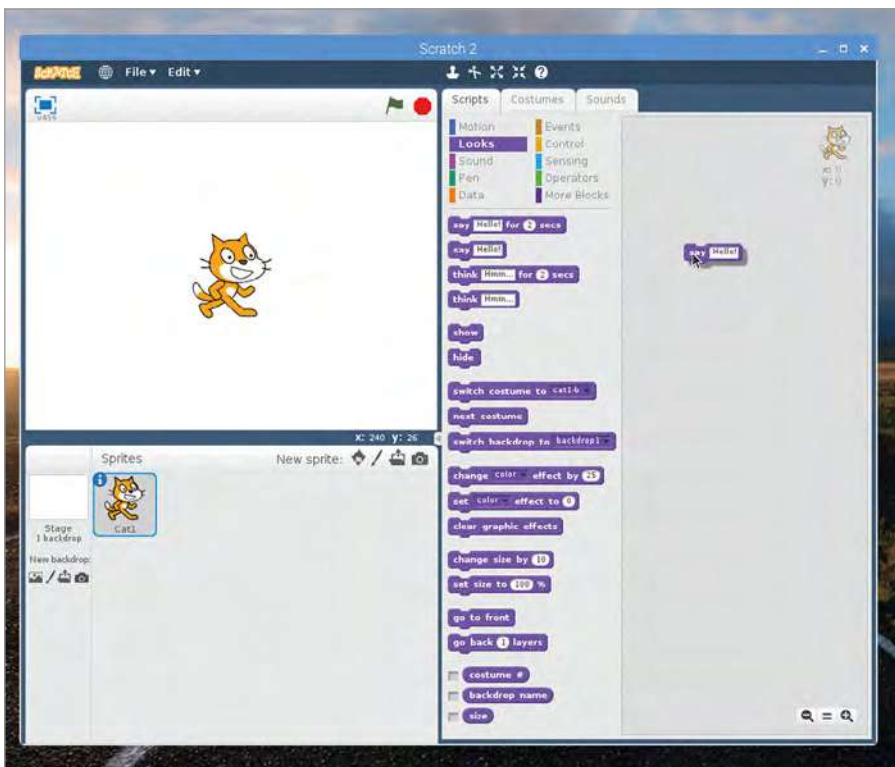 Scratch 2
SCRATCH File Edit
v454
Scripts Costumes Sounds
Motion Events
Looks Control
Sound Sensing
Pen Operators
Data More Blocks
x: 0
y: 0
say Hello! for 2 secs
say Hello!
think Hmm... for 2 secs
think Hmm...
show
hide
switch costume to cat1-b
next costume
switch backdrop to backdrop1
change color effect by 25
set color effect to 0
clear graphic effects
change size by 10
set size to 100 %
go to front
go back 1 layers
costume #
backdrop name
size
say Hello!
X: 240 y: 26
Sprites New sprite:
Stage
1 backdrop
New backdrop:
Cat1